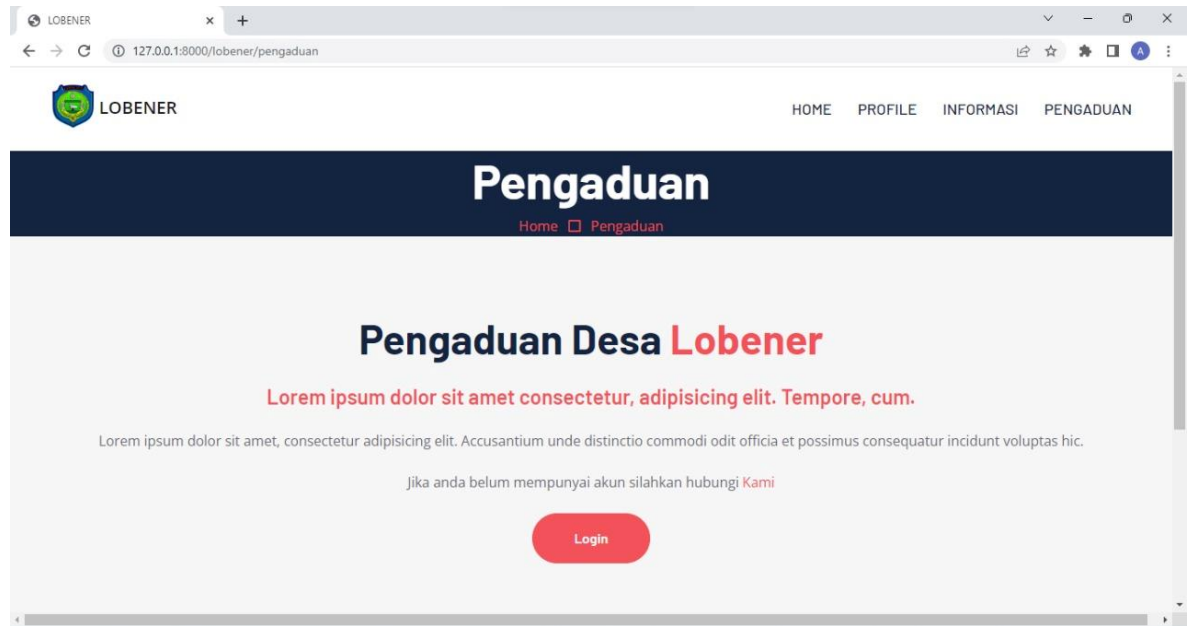 LOBENER
127.0.0.1:8000/lobener/pengaduan
A
LOBENER
HOME PROFILE INFORMASI PENGADUAN
Pengaduan
Home Pengaduan
Pengaduan Desa Lobener
Lorem ipsum dolor sit amet consectetur, adipisicing elit. Tempore, cum.
Lorem ipsum dolor sit amet, consectetur adipisicing elit. Accusantium unde distinctio commodi odit officia et possimus consequatur incidunt voluptas hic.
Jika anda belum mempunyai akun silahkan hubungi Kami
Login